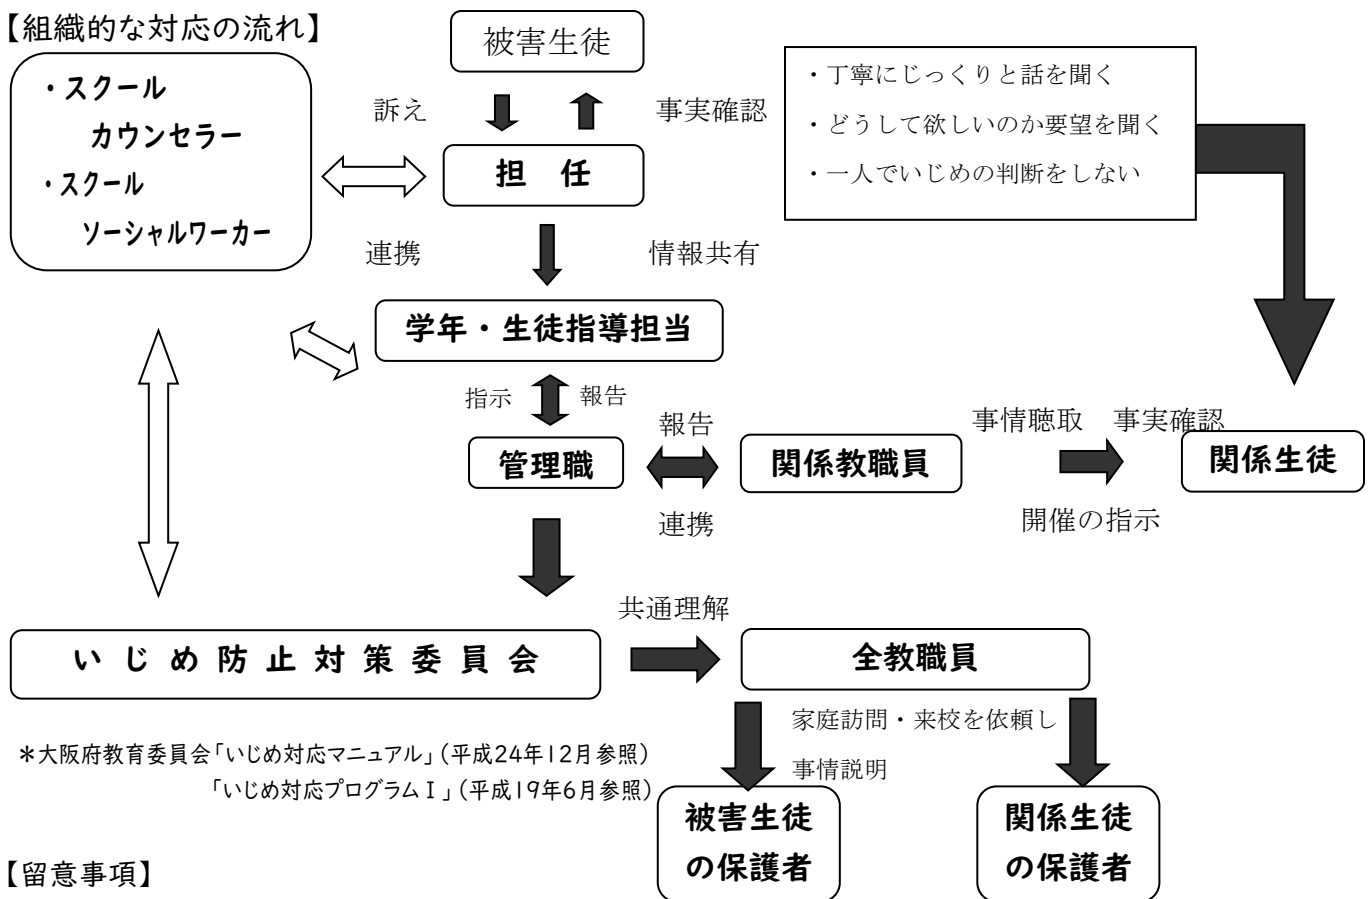 【組織的な対応の流れ】
被害生徒
・スクール
カウンセラー
・スクール
ソーシャルワーカー
訴え
事実確認
・丁寧にじっくりと話を聞く
・どうして欲しいのか要望を聞く
・一人でいじめの判断をしない
担 任
連携
情報共有
学年・生徒指導担当
指示
報告
管理職
報告
連携
関係教職員
事情聴取
事実確認
開催の指示
関係生徒
いじめ防止対策委員会
共通理解
全教職員
家庭訪問・来校を依頼し
事情説明
*大阪府教育委員会「いじめ対応マニュアル」(平成24年12月参照)
「いじめ対応プログラムⅠ」(平成19年6月参照)
被害生徒
の保護者
関係生徒
の保護者
【留意事項】